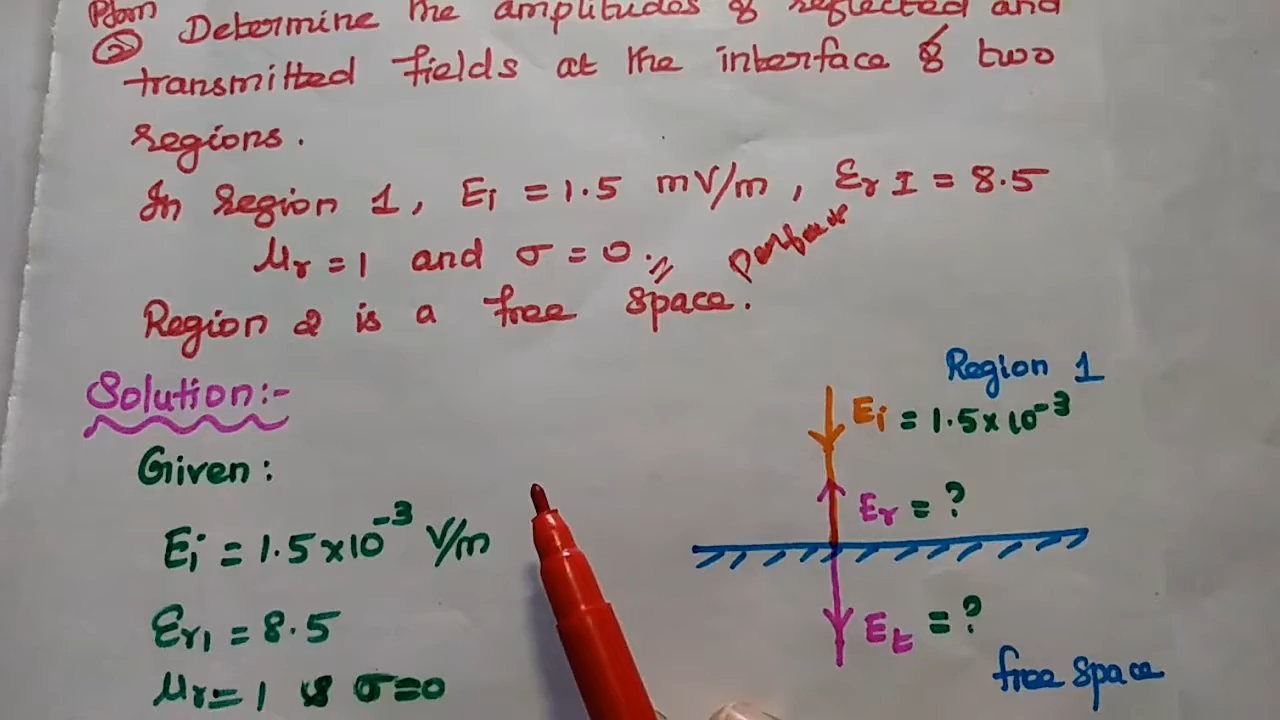 Pbm
② Determine the amplitudes of reflected and
transmitted fields at the interface of two
regions.
In region 1, Ei = 1.5 mV/m, Er I = 8.5
μr = 1 and σ = 0.
Region 2 is a free space.
Solution:-
Given:
Ei = 1.5×10⁻³ V/m
εr1 = 8.5
μr = 1 & σ=0
Region 1
Ei = 1.5×10⁻³
Er = ?
Et = ?
free space